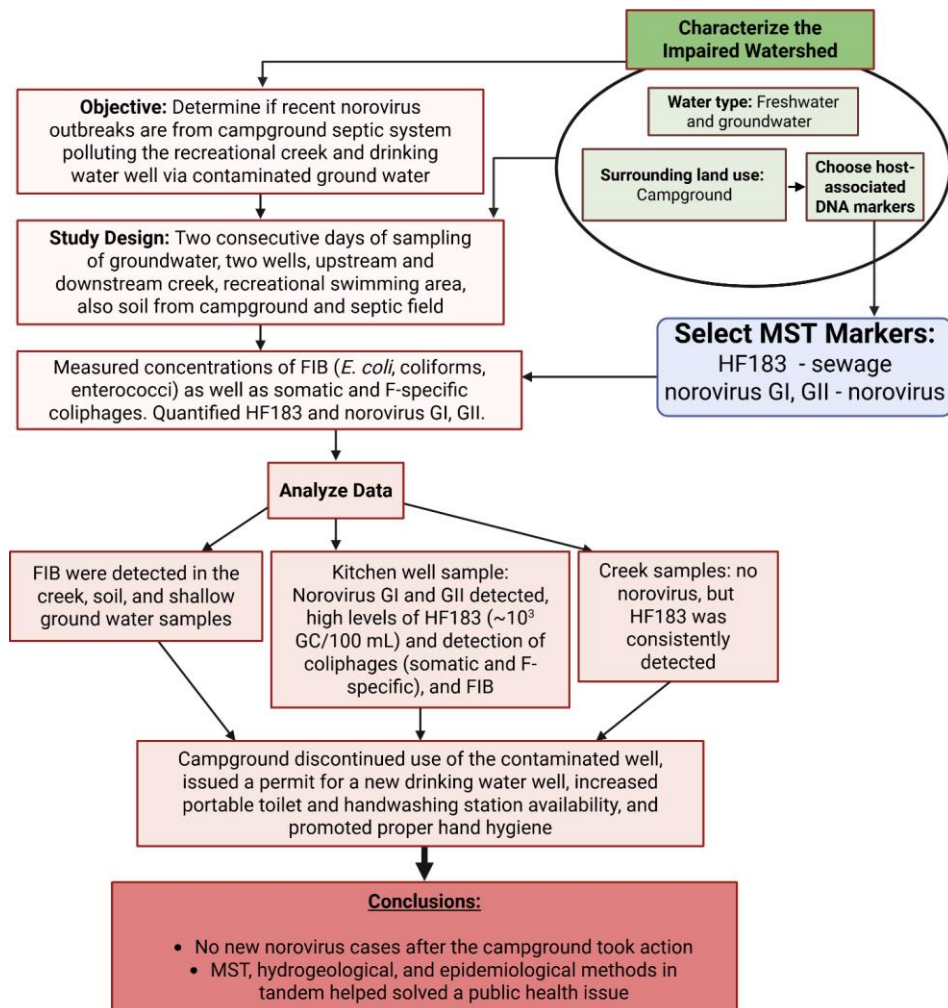 Characterize the
Impaired Watershed
Objective: Determine if recent norovirus
outbreaks are from campground septic system
polluting the recreational creek and drinking
water well via contaminated ground water
Water type: Freshwater
and groundwater
Surrounding land use:
Campground
Choose host-
associated
DNA markers
Study Design: Two consecutive days of sampling
of groundwater, two wells, upstream and
downstream creek, recreational swimming area,
also soil from campground and septic field
Select MST Markers:
HF183 - sewage
norovirus GI, GII - norovirus
Measured concentrations of FIB (E. coli, coliforms,
enterococci) as well as somatic and F-specific
coliphages. Quantified HF183 and norovirus GI, GII.
Analyze Data
FIB were detected in the
creek, soil, and shallow
ground water samples
Kitchen well sample:
Norovirus GI and GII detected,
high levels of HF183 (~10³
GC/100 mL) and detection of
coliphages (somatic and F-
specific), and FIB
Creek samples: no
norovirus, but
HF183 was
consistently
detected
Campground discontinued use of the contaminated well,
issued a permit for a new drinking water well, increased
portable toilet and handwashing station availability, and
promoted proper hand hygiene
Conclusions:
• No new norovirus cases after the campground took action
• MST, hydrogeological, and epidemiological methods in
tandem helped solved a public health issue